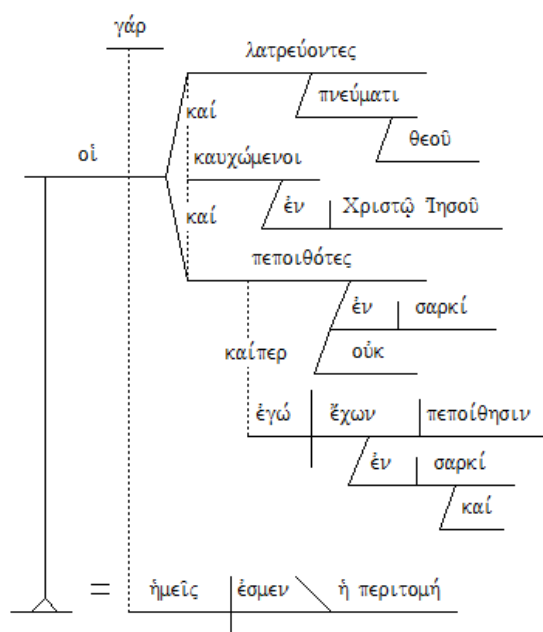 γάρ
λατρεύοντες
πνεύματι
καί
θεοῦ
οἱ
καυχώμενοι
ἐν Χριστῷ Ἰησοῦ
καί
πεποιθότες
ἐν σαρκί
καίπερ
οὐκ
ἐγώ ἔχων πεποίθησιν
ἐν σαρκί
καί
= ἡμεῖς ἐσμεν ἡ περιτομή